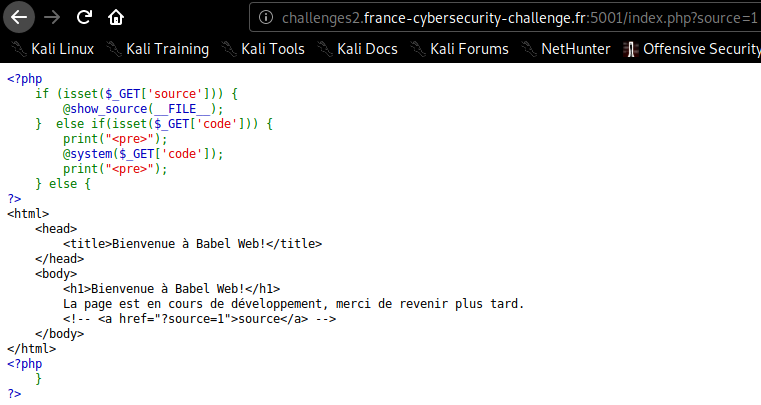 challenges2.france-cybersecurity-challenge.fr:5001/index.php?source=1
Kali Linux Kali Training Kali Tools Kali Docs Kali Forums NetHunter Offensive Security
<?php
    if (isset($_GET['source'])) {
        @show_source(__FILE__);
    }  else if(isset($_GET['code'])) {
        print("<pre>");
        @system($_GET['code']);
        print("<pre>");
    } else {
?>
<html>
    <head>
        <title>Bienvenue à Babel Web!</title>
    </head>
    <body>
        <h1>Bienvenue à Babel Web!</h1>
        La page est en cours de développement, merci de revenir plus tard.
        <!-- <a href="?source=1">source</a> -->
    </body>
</html>
<?php
    }
?>